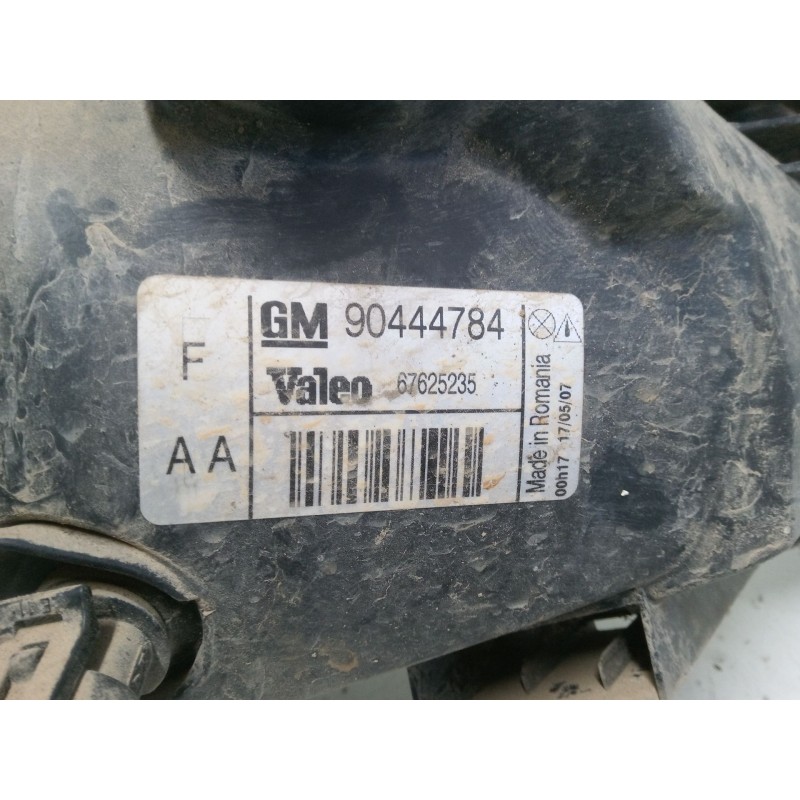 F
AA
GM 90444784
Valeo 67625235
Made in Romania
00h17 17/05/07